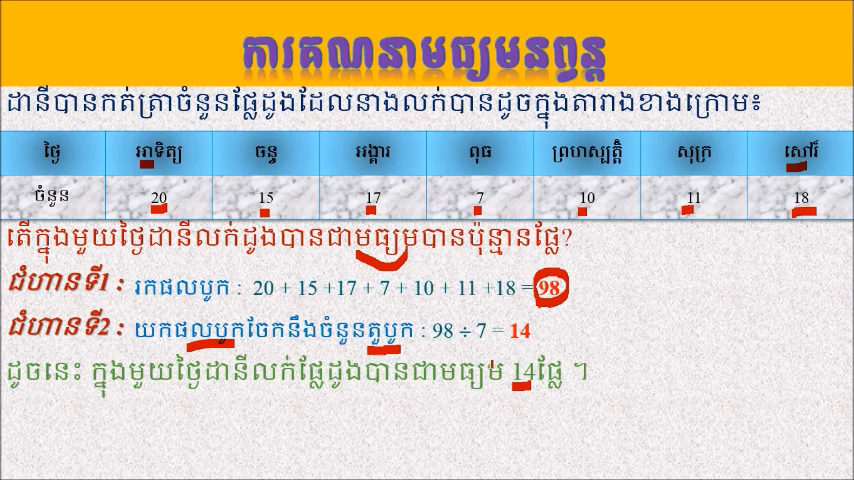 ការគណនាមធ្យមនព្វន្ត
ដានីបានកត់ត្រាចំនួនផ្លែដូងដែលនាងលក់បានដូចក្នុងតារាងខាងក្រោម៖
ថ្ងៃ អាទិត្យ ចន្ទ អង្គារ ពុធ ព្រហស្បត្តិ៍ សុក្រ សៅរ៍
ចំនួន 20 15 17 7 10 11 18
តើក្នុងមួយថ្ងៃដានីលក់ដូងបានជាមធ្យមបានប៉ុន្មានផ្លែ?
ជំហានទី1 : រកផលបូក : 20 + 15 +17 + 7 + 10 + 11 +18 = 98
ជំហានទី2 : យកផលបូកចែកនឹងចំនួនតួបូក : 98 ÷ 7 = 14
ដូចនេះ ក្នុងមួយថ្ងៃដានីលក់ផ្លែដូងបានជាមធ្យម 14ផ្លែ ។